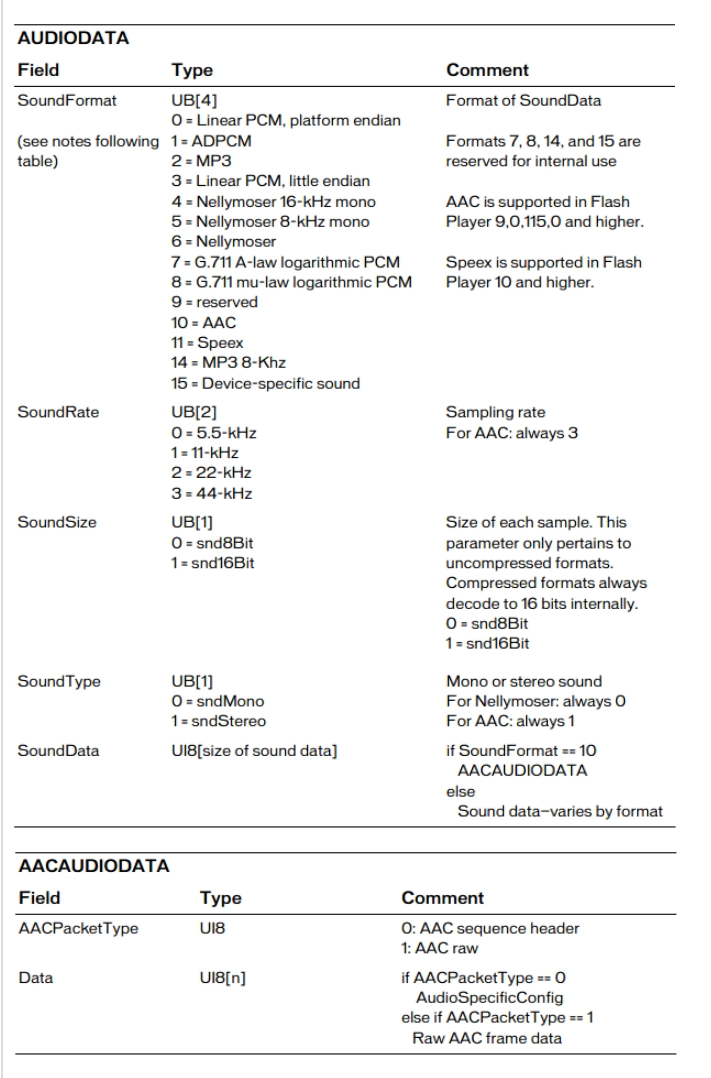 AUDIODATA
Field Type Comment
SoundFormat UB[4] Format of SoundData
0 = Linear PCM, platform endian
(see notes following 1 = ADPCM Formats 7, 8, 14, and 15 are
table) 2 = MP3 reserved for internal use
3 = Linear PCM, little endian
4 = Nellymoser 16-kHz mono AAC is supported in Flash
5 = Nellymoser 8-kHz mono Player 9,0,115,0 and higher.
6 = Nellymoser
7 = G.711 A-law logarithmic PCM Speex is supported in Flash
8 = G.711 mu-law logarithmic PCM Player 10 and higher.
9 = reserved
10 = AAC
11 = Speex
14 = MP3 8-Khz
15 = Device-specific sound
SoundRate UB[2] Sampling rate
0 = 5.5-kHz For AAC: always 3
1 = 11-kHz
2 = 22-kHz
3 = 44-kHz
SoundSize UB[1] Size of each sample. This
0 = snd8Bit parameter only pertains to
1 = snd16Bit uncompressed formats.
Compressed formats always
decode to 16 bits internally.
0 = snd8Bit
1 = snd16Bit
SoundType UB[1] Mono or stereo sound
0 = sndMono For Nellymoser: always 0
1 = sndStereo For AAC: always 1
SoundData UI8[size of sound data] if SoundFormat == 10
AACAUDIODATA
else
Sound data—varies by format
AACAUDIODATA
Field Type Comment
AACPacketType UI8 0: AAC sequence header
1: AAC raw
Data UI8[n] if AACPacketType == 0
AudioSpecificConfig
else if AACPacketType == 1
Raw AAC frame data